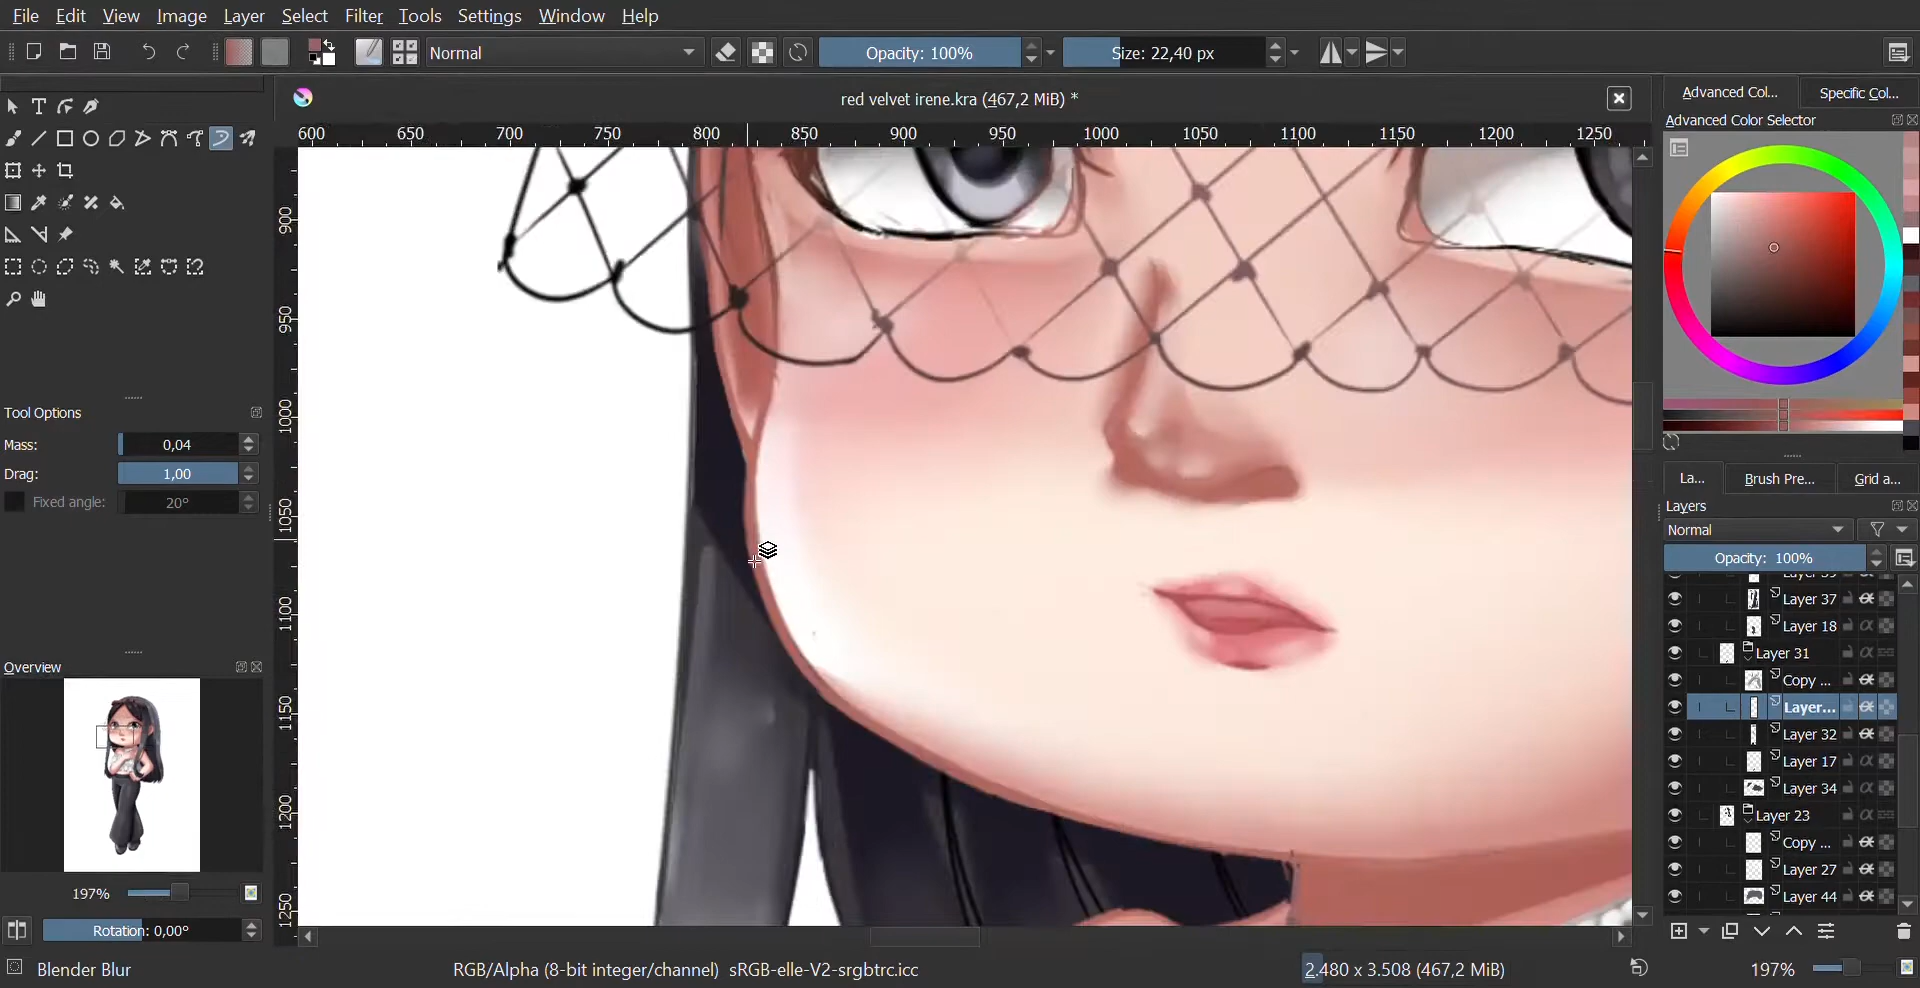 File Edit View Image Layer Select Filter Tools Settings Window Help
Normal Opacity: 100% Size: 22,40 px
red velvet irene.kra (467,2 MiB) *
Advanced Col... Specific Col...
Advanced Color Selector
600 650 700 750 800 850 900 950 1000 1050 1100 1150 1200 1250
900
950
1000
1050
1100
1150
1200
1250
Tool Options
Mass: 0,04
Drag: 1,00
Fixed angle: 20°
Overview
197%
Rotation: 0,00°
La... Brush Pre... Grid a...
Layers
Normal
Opacity: 100%
Layer 37
Layer 18
Layer 31
Copy ...
Layer...
Layer 32
Layer 17
Layer 34
Layer 23
Copy ...
Layer 27
Layer 44
Blender Blur RGB/Alpha (8-bit integer/channel) sRGB-elle-V2-srgbtrc.icc 2.480 x 3.508 (467,2 MiB) 197%